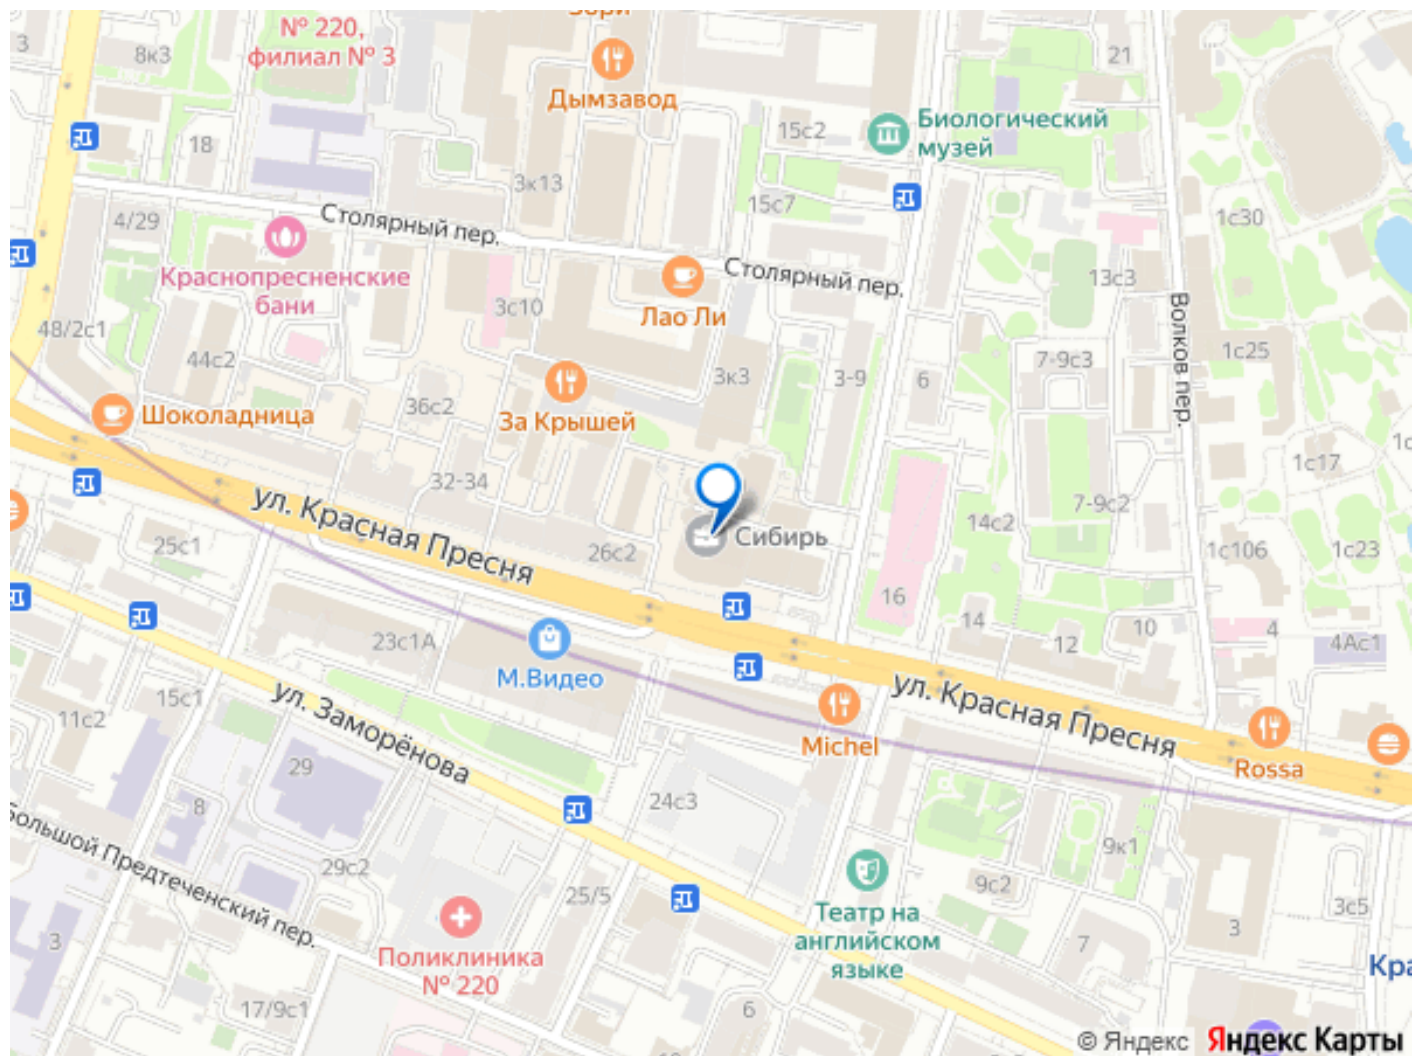 Зори
№ 220,
филиал № 3
3
8к3
21
Дымзавод
15с2
Биологический
музей
18
3к13
15с7
4/29
Столярный пер.
1с30
Краснопресненские
бани
Столярный пер.
13с3
3с10
Лао Ли
48/2с1
44с2
3к3
3-9
6
7-9с3
1с25
Волков пер.
36с2
Шоколадница
За Крышей
32-34
1с17
ул. Красная Пресня
7-9с2
14с2
25с1
26с2
Сибирь
1с106
1с23
16
14
12
10
4
4Ас1
23с1А
М.Видео
15с1
11с2
ул. Заморёнова
ул. Красная Пресня
Michel
Rossa
29
8
24с3
Большой Предтеченский пер.
29с2
25/5
9к1
9с2
3с5
Театр на
английском
языке
3
3
7
Поликлиника
№ 220
Кра
17/9с1
6
© Яндекс Яндекс Карты